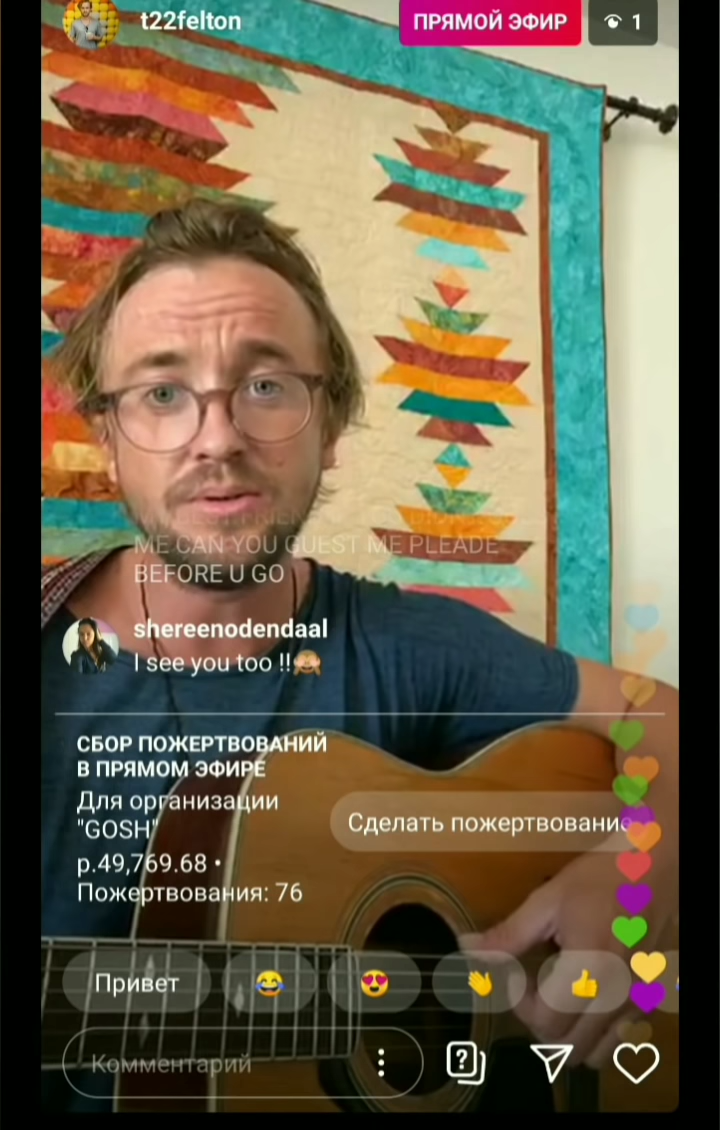 t22felton
ПРЯМОЙ ЭФИР
1
ME CAN YOU GUEST ME PLEADE
BEFORE U GO
shereenodendaal
I see you too !!🙈
СБОР ПОЖЕРТВОВАНИЙ
В ПРЯМОМ ЭФИРЕ
Для организации
"GOSH"
Сделать пожертвование
р.49,769.68 •
Пожертвования: 76
Привет 😂 😍 👋 👍
Комментарий